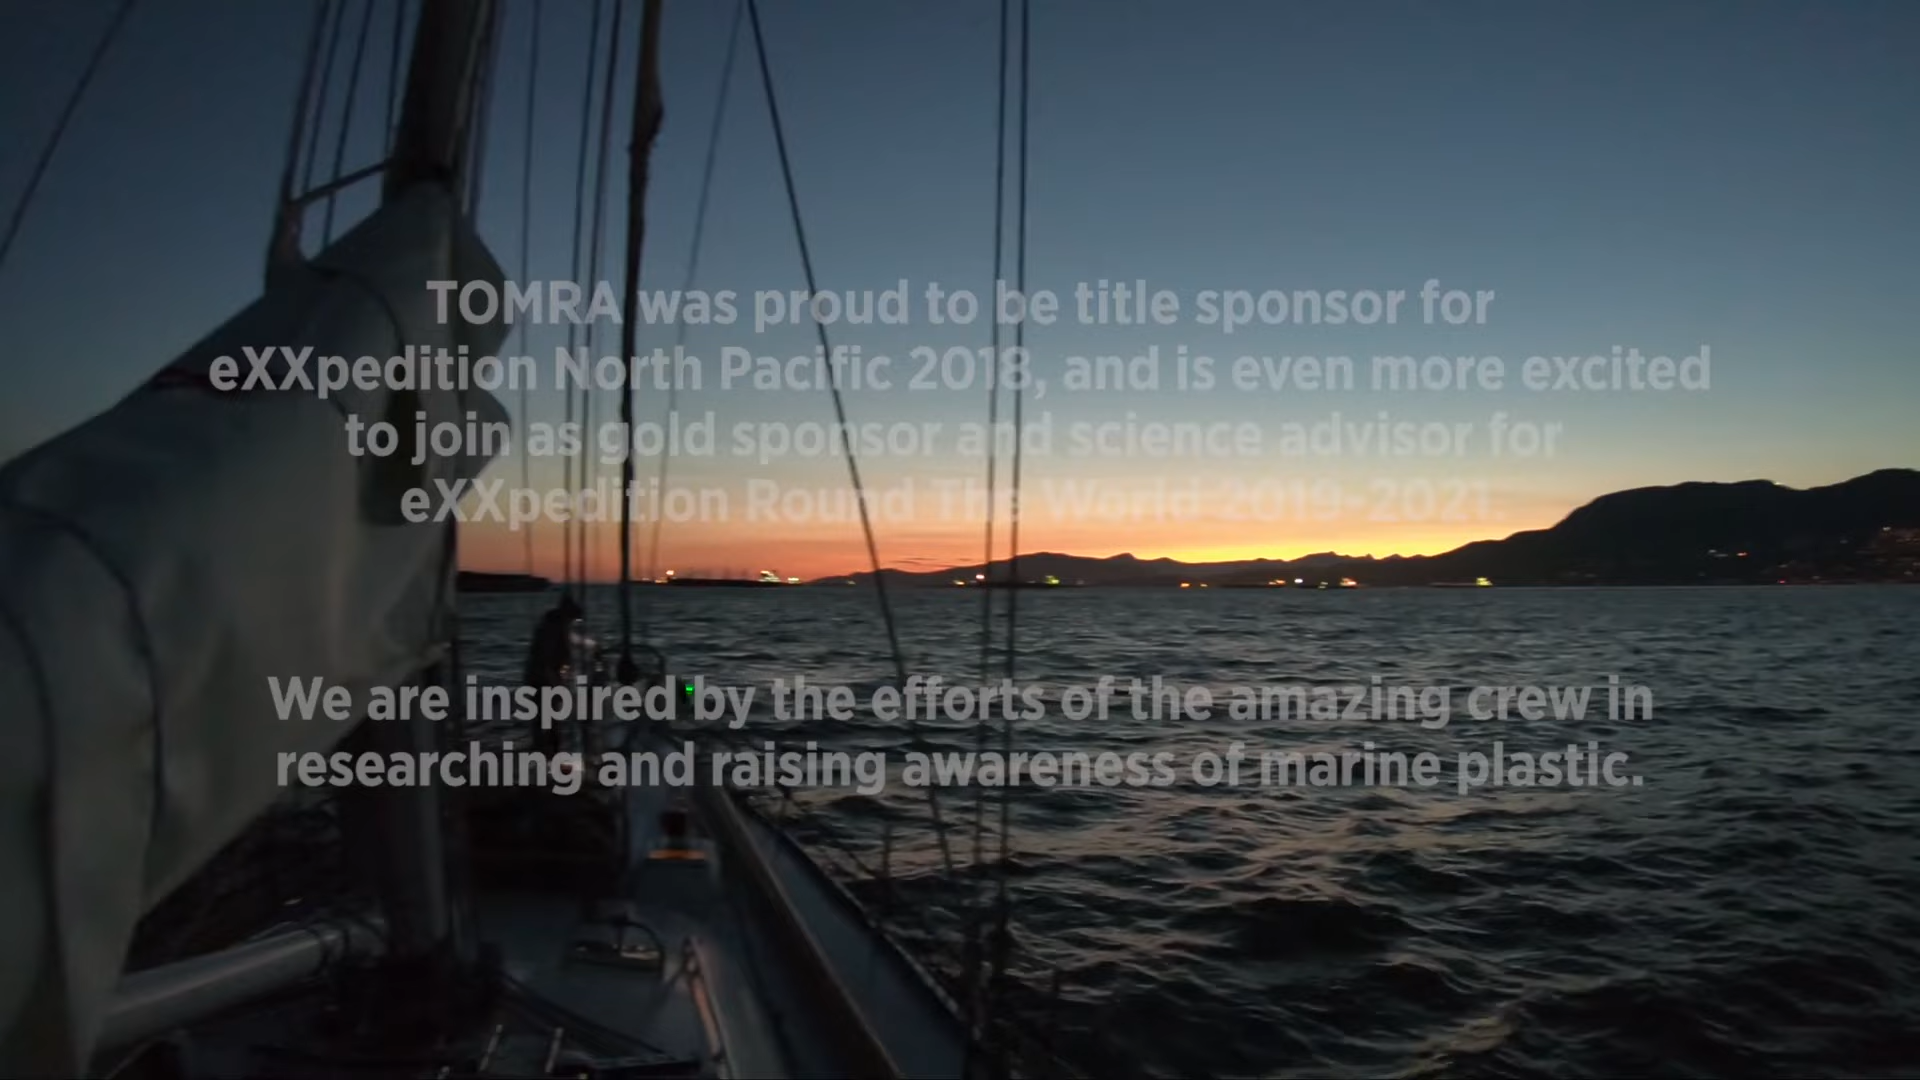 TOMRA was proud to be title sponsor for
eXXpedition North Pacific 2018, and is even more excited
to join as gold sponsor and science advisor for
eXXpedition Round The World 2019-2021.
We are inspired by the efforts of the amazing crew in
researching and raising awareness of marine plastic.